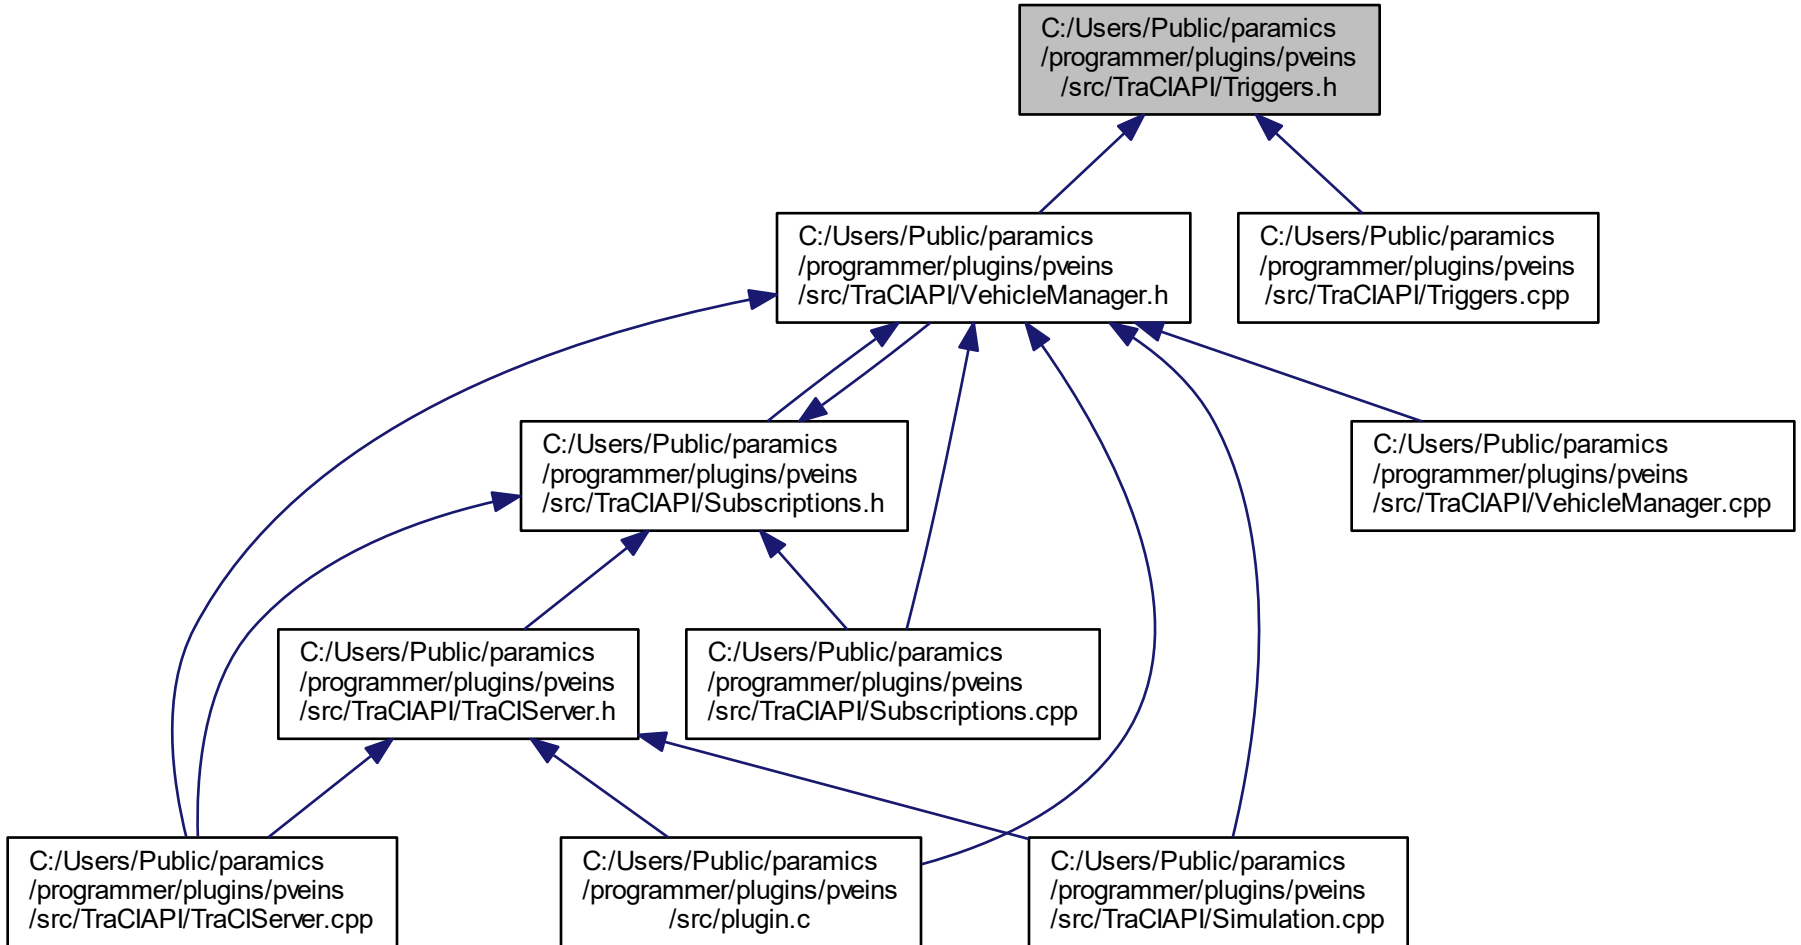 C:/Users/Public/paramics
/programmer/plugins/pveins
/src/TraCIAPI/Triggers.h
C:/Users/Public/paramics
/programmer/plugins/pveins
/src/TraCIAPI/VehicleManager.h
C:/Users/Public/paramics
/programmer/plugins/pveins
/src/TraCIAPI/Triggers.cpp
C:/Users/Public/paramics
/programmer/plugins/pveins
/src/TraCIAPI/Subscriptions.h
C:/Users/Public/paramics
/programmer/plugins/pveins
/src/TraCIAPI/VehicleManager.cpp
C:/Users/Public/paramics
/programmer/plugins/pveins
/src/TraCIAPI/TraCIServer.h
C:/Users/Public/paramics
/programmer/plugins/pveins
/src/TraCIAPI/Subscriptions.cpp
C:/Users/Public/paramics
/programmer/plugins/pveins
/src/TraCIAPI/TraCIServer.cpp
C:/Users/Public/paramics
/programmer/plugins/pveins
/src/plugin.c
C:/Users/Public/paramics
/programmer/plugins/pveins
/src/TraCIAPI/Simulation.cpp